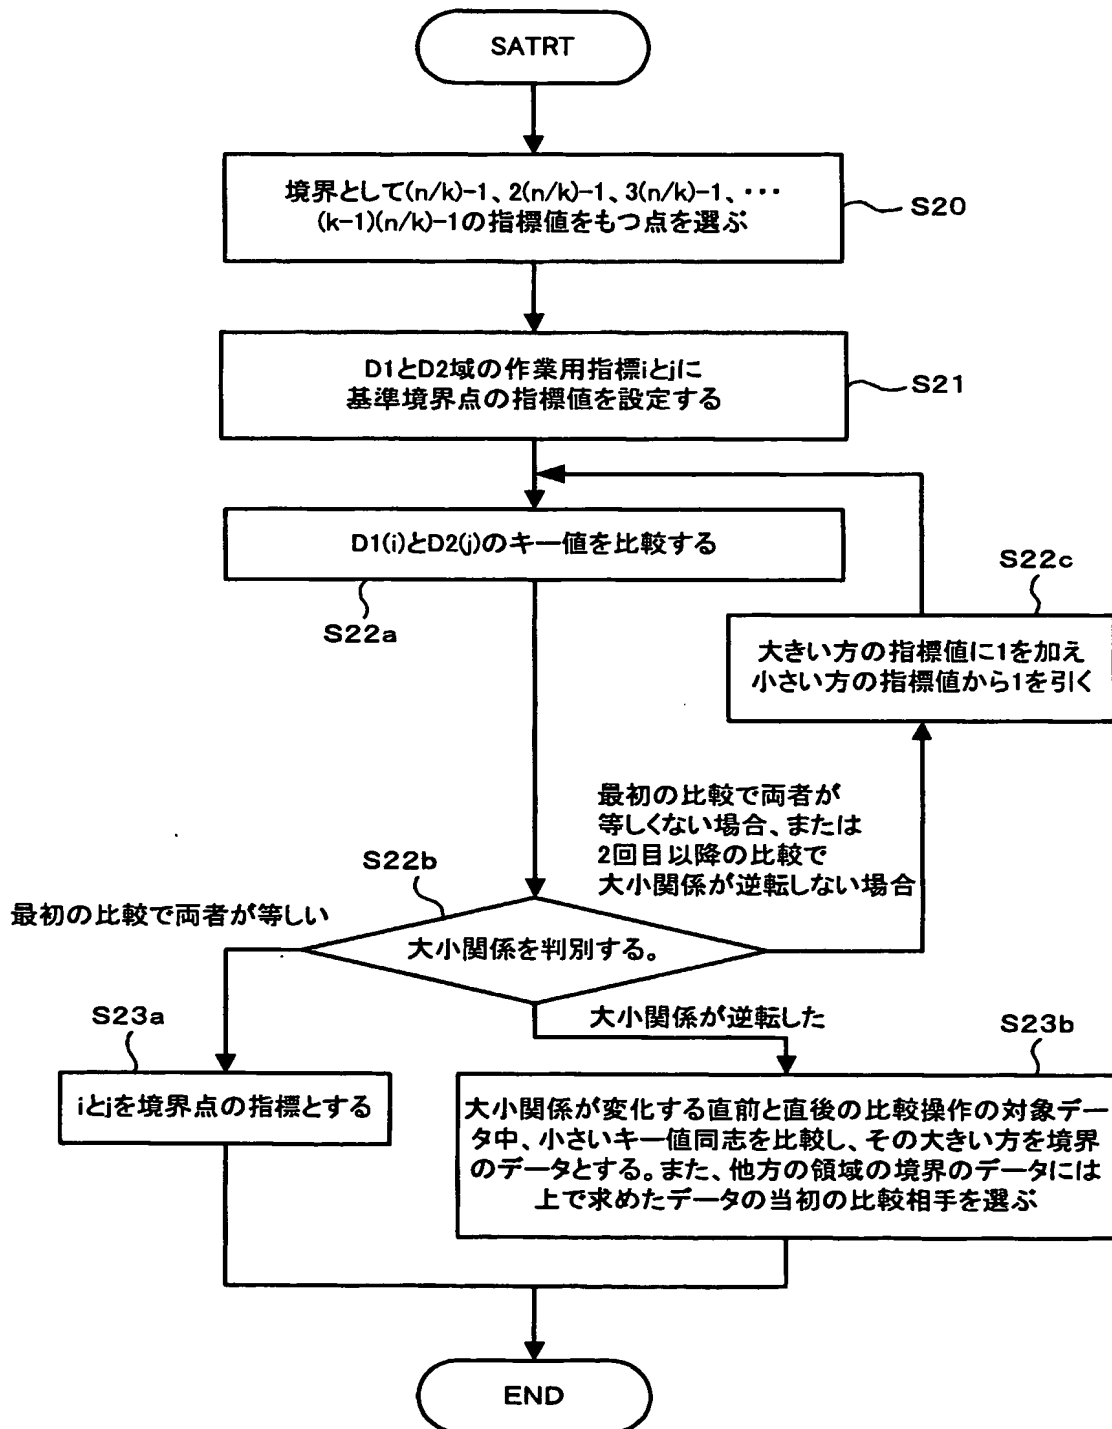 SATRT
境界として(n/k)-1、2(n/k)-1、3(n/k)-1、・・・
(k-1)(n/k)-1の指標値をもつ点を選ぶ
S20
D1とD2域の作業用指標iとjに
基準境界点の指標値を設定する
S21
D1(i)とD2(j)のキー値を比較する
S22a
S22c
大きい方の指標値に1を加え
小さい方の指標値から1を引く
最初の比較で両者が
等しくない場合、または
2回目以降の比較で
大小関係が逆転しない場合
S22b
最初の比較で両者が等しい
大小関係を判別する。
大小関係が逆転した
S23a
iとjを境界点の指標とする
S23b
大小関係が変化する直前と直後の比較操作の対象デー
タ中、小さいキー値同志を比較し、その大きい方を境界
のデータとする。また、他方の領域の境界のデータには
上で求めたデータの当初の比較相手を選ぶ
END